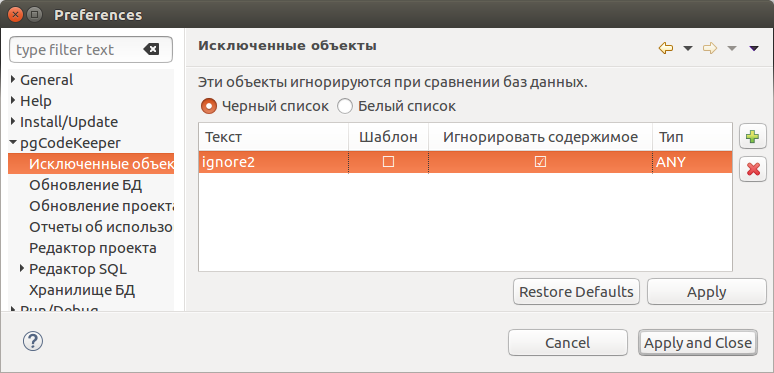 Preferences
type filter text
General
Help
Install/Update
pgCodeKeeper
Исключенные объек
Обновление БД
Обновление проекта
Отчеты об использо
Редактор проекта
Редактор SQL
Хранилище БД
Run/Debug
Исключенные объекты
Эти объекты игнорируются при сравнении баз данных.
Черный список Белый список
Текст Шаблон Игнорировать содержимое Тип
ignore2 ANY
Restore Defaults Apply
Cancel Apply and Close